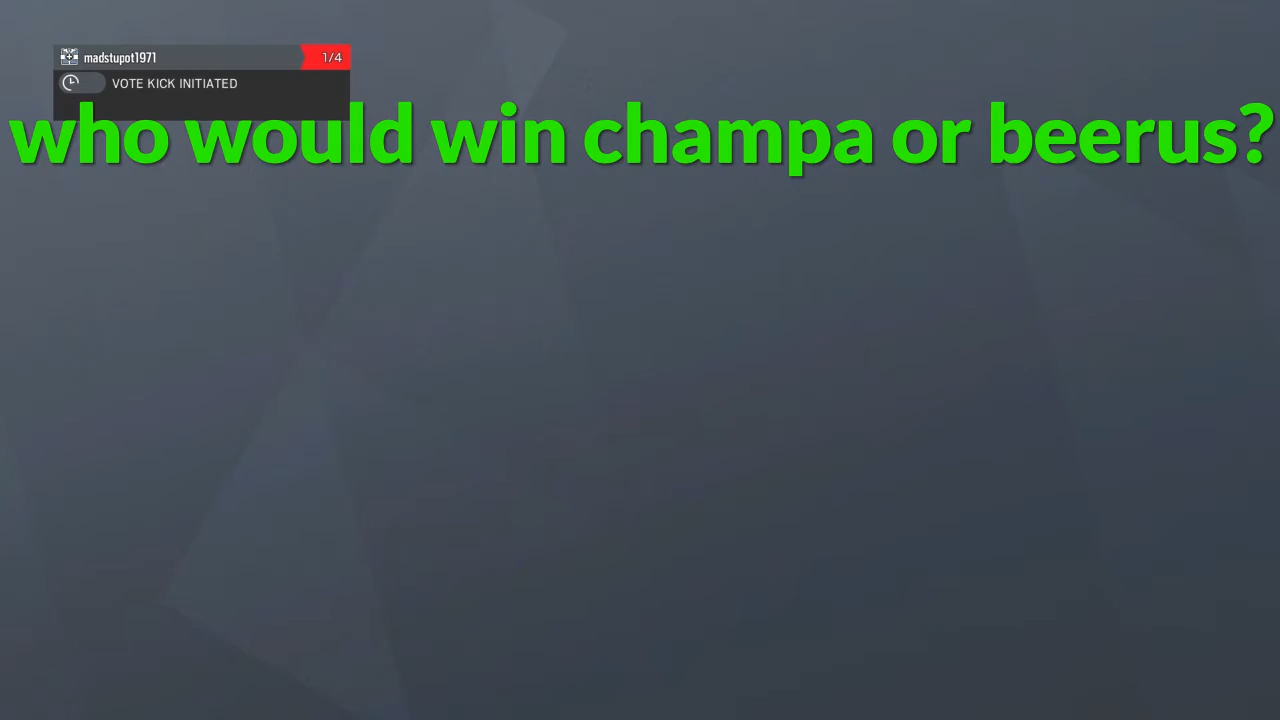 madstupot1971 1/4
VOTE KICK INITIATED
who would win champa or beerus?